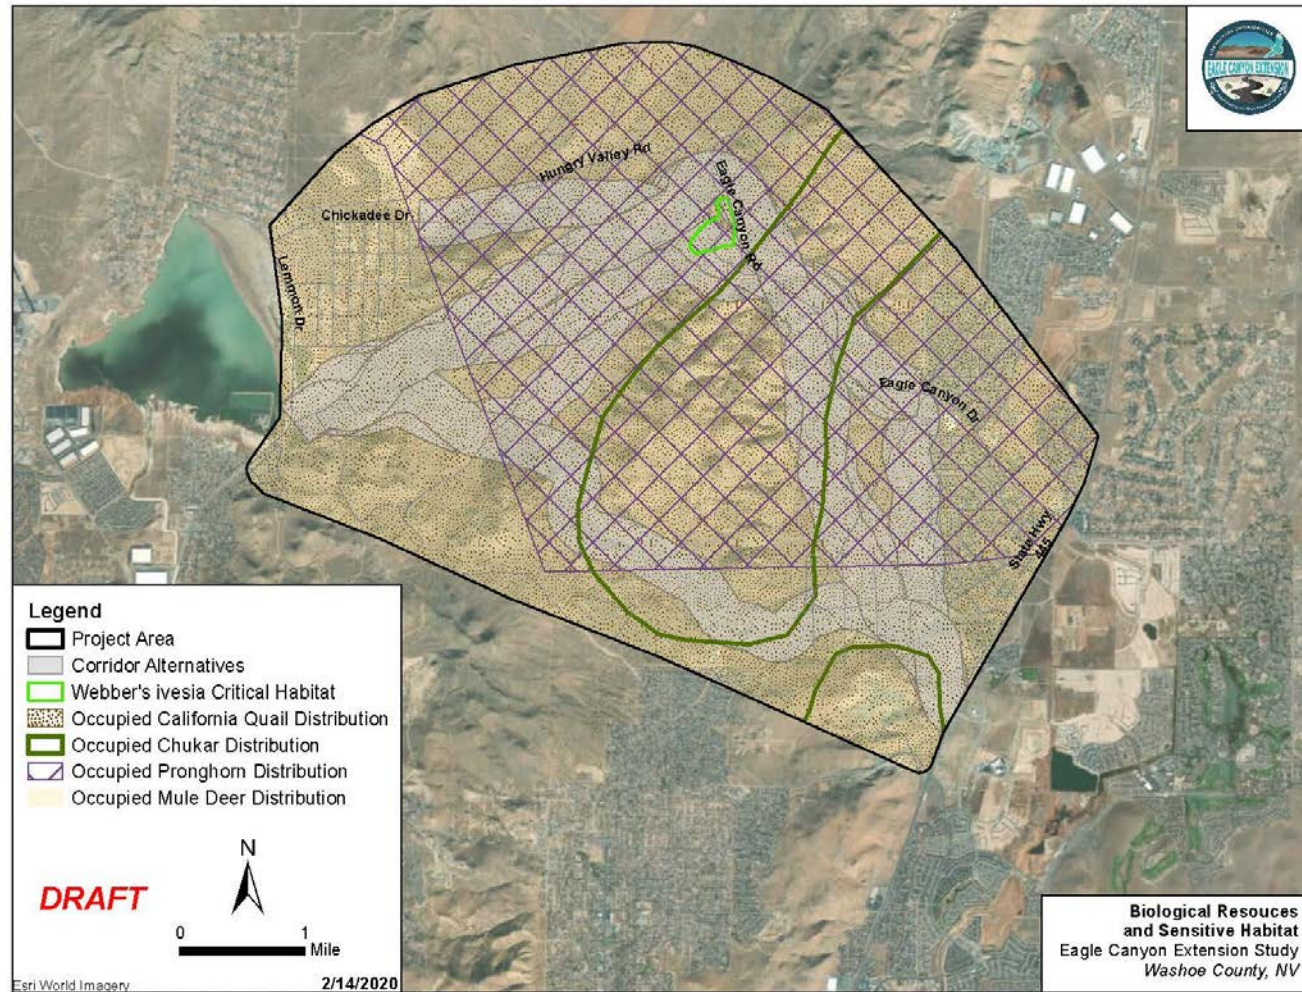 EAGLE CANYON EXTENSION
Hungry Valley Rd
Eagle Canyon Rd
Chickadee Dr
Lemmon Dr
Eagle Canyon Dr
State Hwy
445
Legend
Project Area
Corridor Alternatives
Webber's ivesia Critical Habitat
Occupied California Quail Distribution
Occupied Chukar Distribution
Occupied Pronghorn Distribution
Occupied Mule Deer Distribution
N
DRAFT
0 1
Mile
Esri World Imagery
2/14/2020
Biological Resouces
and Sensitive Habitat
Eagle Canyon Extension Study
Washoe County, NV